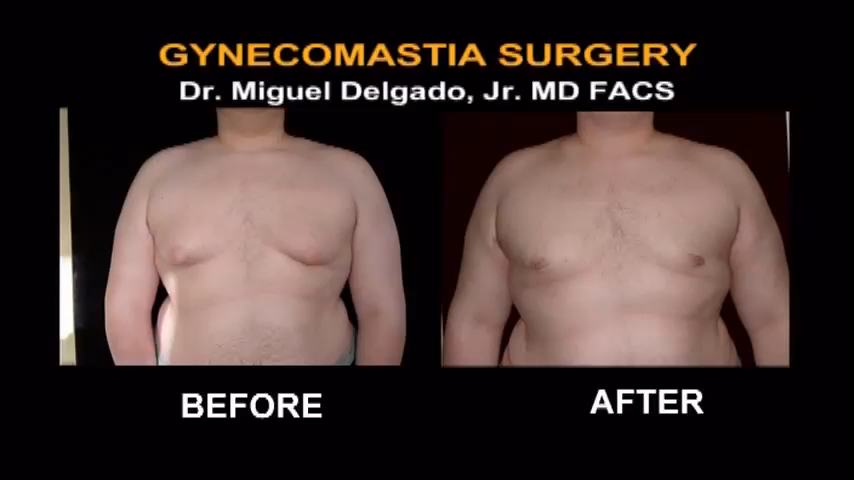 GYNECOMASTIA SURGERY
Dr. Miguel Delgado, Jr. MD FACS
BEFORE
AFTER